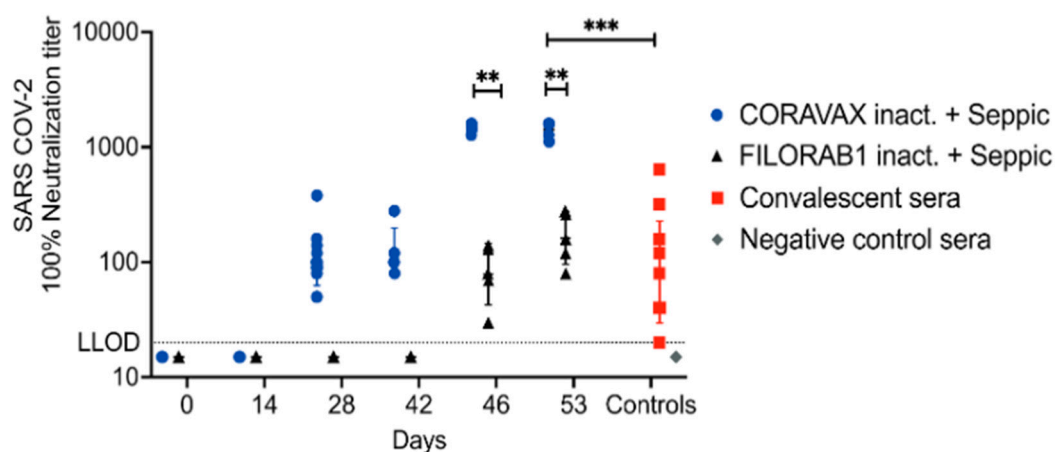 SARS COV-2
100% Neutralization titer
10000
1000
100
LLOD
10
***
**
**
0 14 28 42 46 53 Controls
Days
CORAVAX inact. + Seppic
FILORAB1 inact. + Seppic
Convalescent sera
Negative control sera